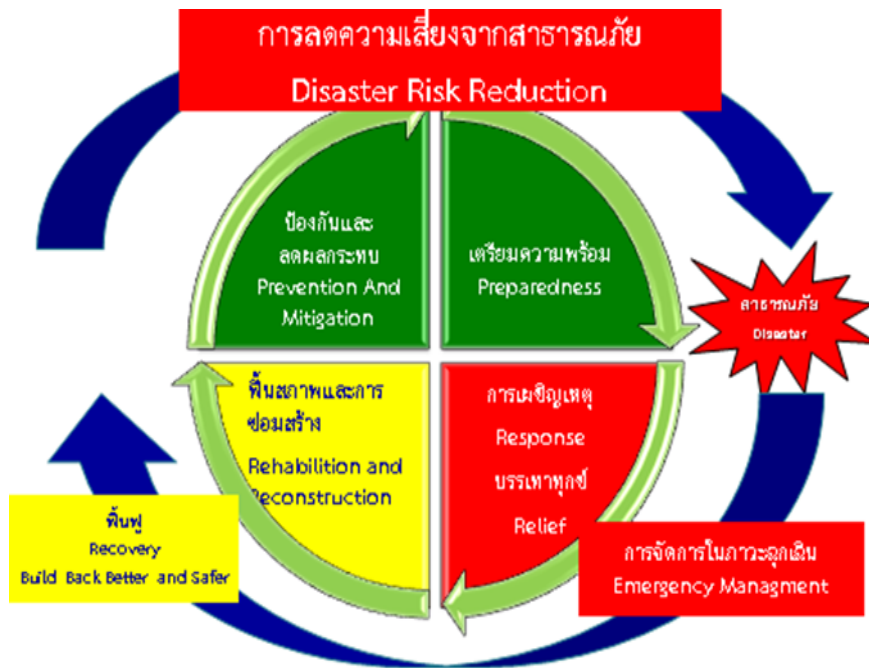 การลดความเสี่ยงจากสาธารณภัย
Disaster Risk Reduction
ป้องกันและ
ลดผลกระทบ
Prevention And
Mitigation
เตรียมความพร้อม
Preparedness
สาธารณภัย
Disaster
ฟื้นสภาพและการ
ซ่อมสร้าง
Rehabilition and
Reconstruction
การเผชิญเหตุ
Response
บรรเทาทุกข์
Relief
ฟื้นฟู
Recovery
Build Back Better and Safer
การจัดการในภาวะฉุกเฉิน
Emergency Managment